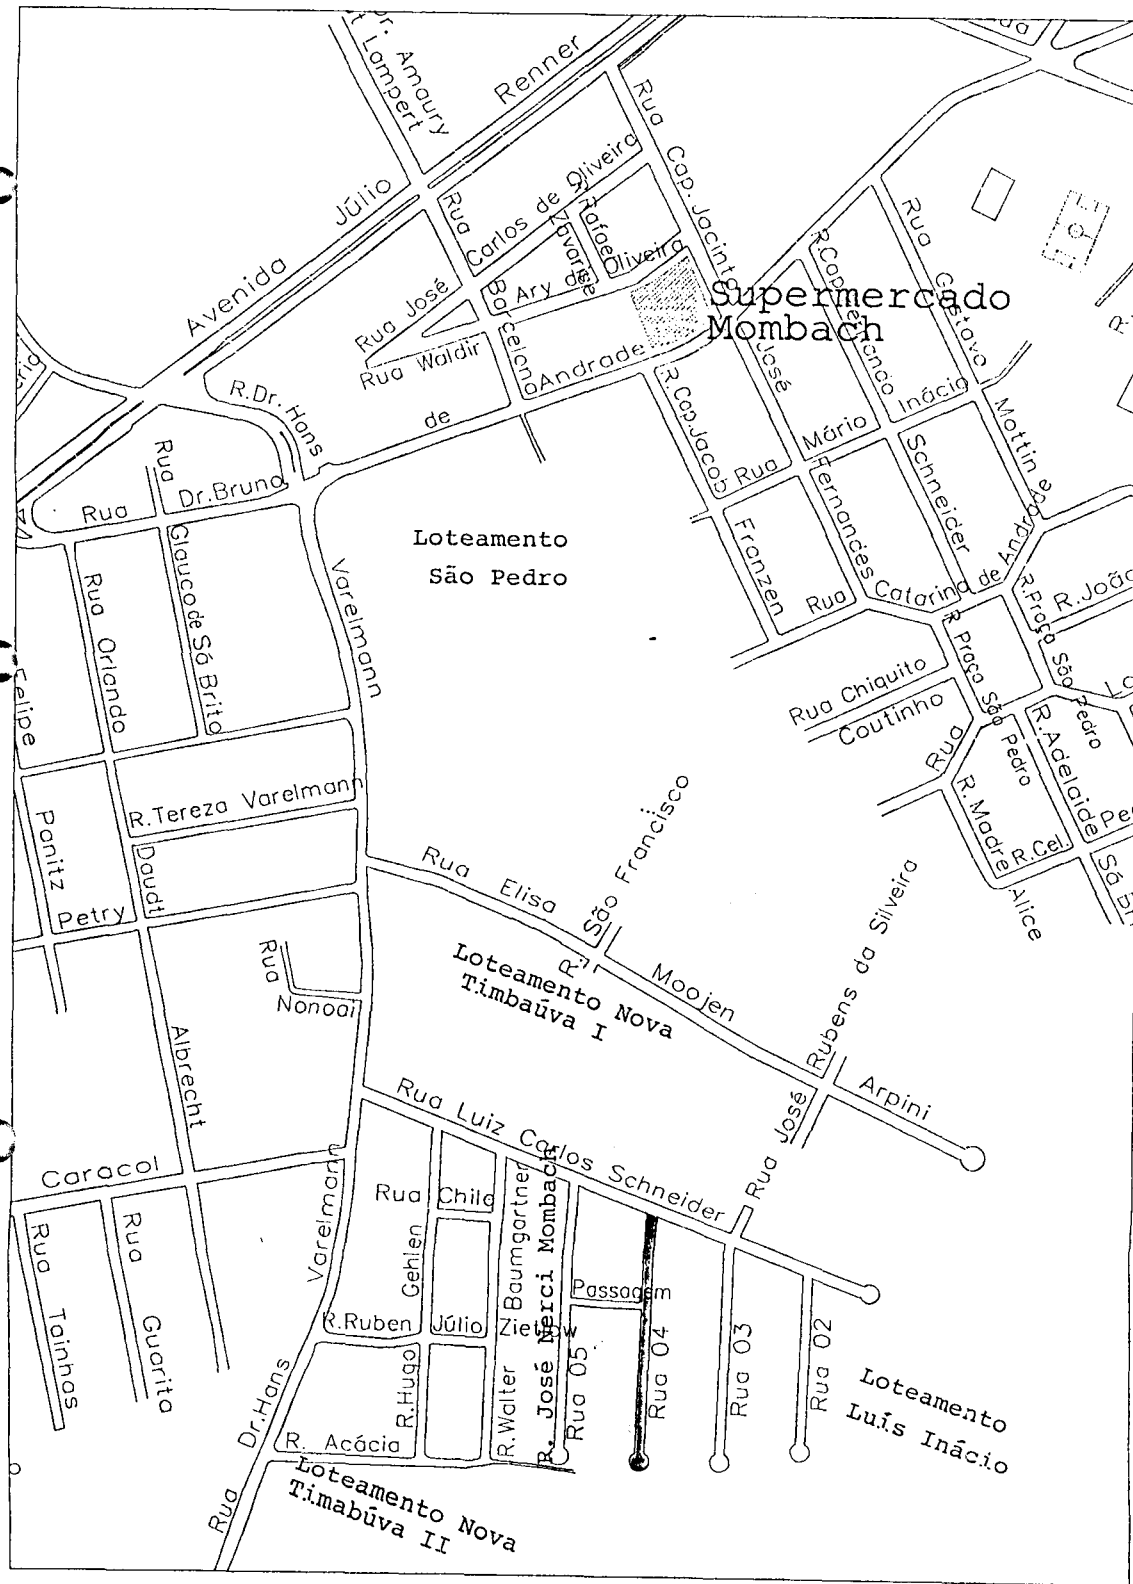 Dr. Amaury
Lampert
Avenida Júlio Renner
Rua Cap. Jacinto
Rua Barcelona
Carlos de Oliveira
R. Rafael
Zavarise
Ary de Oliveira
Rua José
Rua Waldir
de Andrade
Supermercado
Mombach
R.Cap.
Rua Gustavo Mottin
R.
R.Dr. Hans
Rua
Dr.Bruno
Rua
Glauco de Sá Brito
Rua Orlando
Felipe
Panitz
Varelmann
Loteamento
São Pedro
R.Cap.Jacob
Franzen
Rua Mário Inácio
José
Fernandes
Schneider
Rua Catarina de Andrade
R.João
R. Praça São Pedro
R.Praça São Pedro
Rua Chiquito
Coutinho
Rua
R. Adelaide
R. Madre
Alice
R.Cel.
Sá
R.Tereza Varelmann
Daudt
Petry
Rua
Nonoai
Albrecht
Rua Elisa Moojen Arpini
R. São Francisco
Loteamento Nova
Timbaúva I
Rua José Rubens da Silveira
Rua Luiz Carlos Schneider
Caracol
Rua Tainhas
Rua Guarita
Varelmann
Rua Chile
Gehlen
R.Hugo
R.Ruben Júlio Zietlow
R.Walter Baumgartner
R. José Nerci Mombach
Rua 05
Passagem
Rua 04
Rua 03
Rua 02
Loteamento
Luís Inácio
R. Acácia
Rua Dr.Hans
Loteamento Nova
Timabúva II